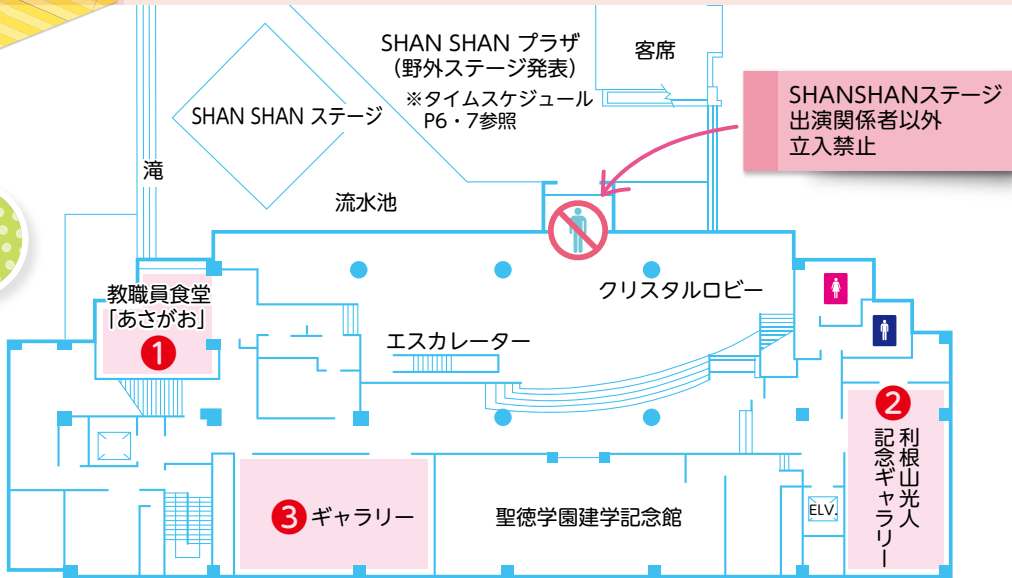 SHAN SHAN プラザ
（野外ステージ発表）
※タイムスケジュール
P6・7参照
客席
SHANSHANステージ
出演関係者以外
立入禁止
SHAN SHAN ステージ
滝
流水池
教職員食堂
「あさがお」
1
クリスタルロビー
エスカレーター
2
利根山光人
記念ギャラリー
3 ギャラリー
聖徳学園建学記念館
ELV.